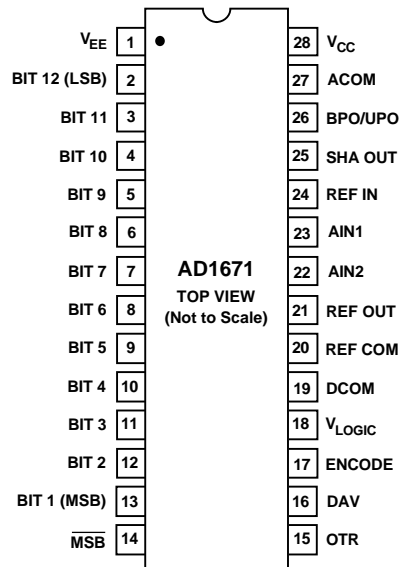 V_EE 1 28 V_CC
BIT 12 (LSB) 2 27 ACOM
BIT 11 3 26 BPO/UPO
BIT 10 4 25 SHA OUT
BIT 9 5 24 REF IN
BIT 8 6 23 AIN1
BIT 7 7 22 AIN2
AD1671
TOP VIEW
(Not to Scale)
BIT 6 8 21 REF OUT
BIT 5 9 20 REF COM
BIT 4 10 19 DCOM
BIT 3 11 18 V_LOGIC
BIT 2 12 17 ENCODE
BIT 1 (MSB) 13 16 DAV
M̅S̅B̅ 14 15 OTR